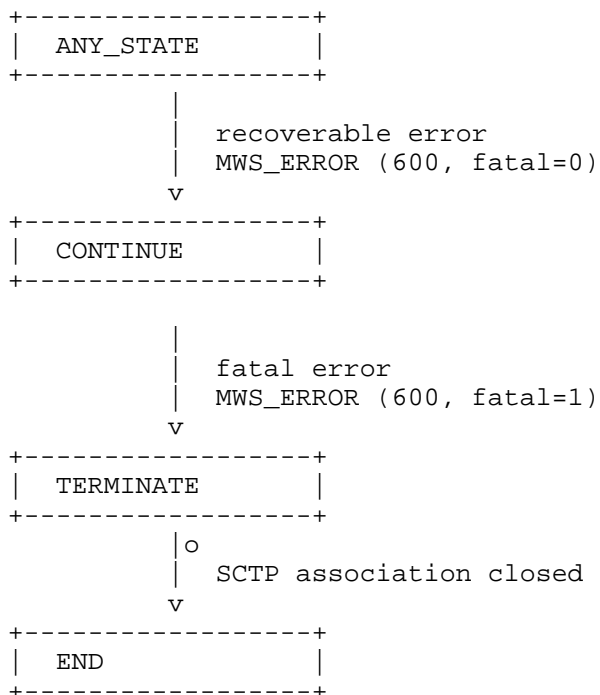 ANY_STATE
recoverable error
MWS_ERROR (600, fatal=0)
v
CONTINUE
fatal error
MWS_ERROR (600, fatal=1)
v
TERMINATE
o
SCTP association closed
v
END